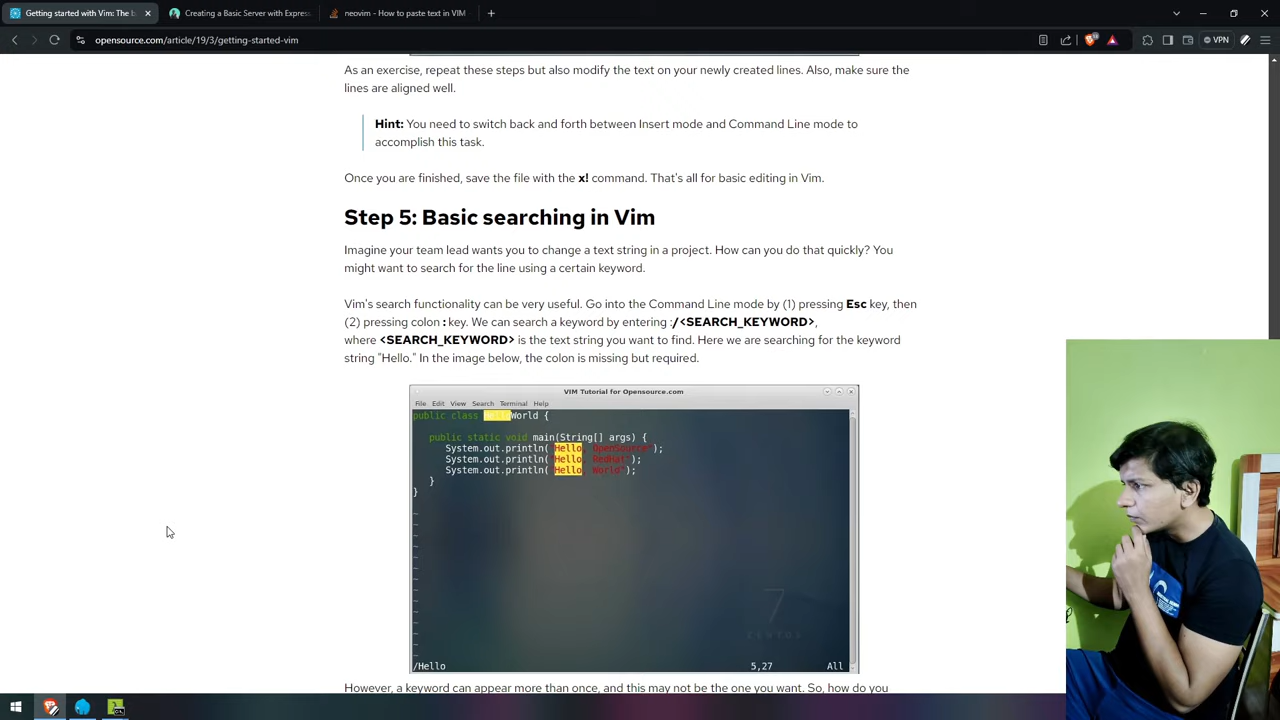 Getting started with Vim: The b
Creating a Basic Server with Express.
neovim - How to paste text in VIM
opensource.com/article/19/3/getting-started-vim
VPN
As an exercise, repeat these steps but also modify the text on your newly created lines. Also, make sure the
lines are aligned well.
Hint: You need to switch back and forth between Insert mode and Command Line mode to
accomplish this task.
Once you are finished, save the file with the x! command. That's all for basic editing in Vim.
Step 5: Basic searching in Vim
Imagine your team lead wants you to change a text string in a project. How can you do that quickly? You
might want to search for the line using a certain keyword.
Vim's search functionality can be very useful. Go into the Command Line mode by (1) pressing Esc key, then
(2) pressing colon : key. We can search a keyword by entering :/<SEARCH_KEYWORD>,
where <SEARCH_KEYWORD> is the text string you want to find. Here we are searching for the keyword
string "Hello." In the image below, the colon is missing but required.
VIM Tutorial for Opensource.com
File Edit View Search Terminal Help
public class HelloWorld {
public static void main(String[] args) {
System.out.println("Hello, OpenSource");
System.out.println("Hello, RedHat");
System.out.println("Hello, World");
}
}
7
CENTOS
/Hello 5,27 All
However, a keyword can appear more than once, and this may not be the one you want. So, how do you